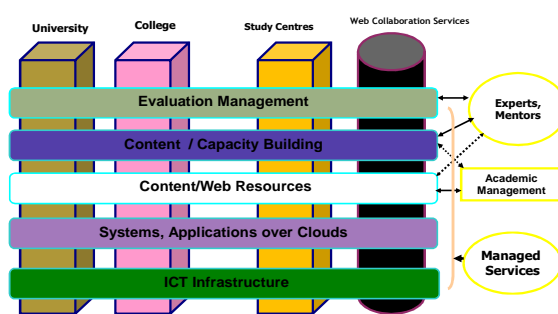 University
College
Study Centres
Web Collaboration Services
Evaluation Management
Experts,
Mentors
Content / Capacity Building
Content/Web Resources
Academic
Management
Systems, Applications over Clouds
Managed
Services
ICT Infrastructure